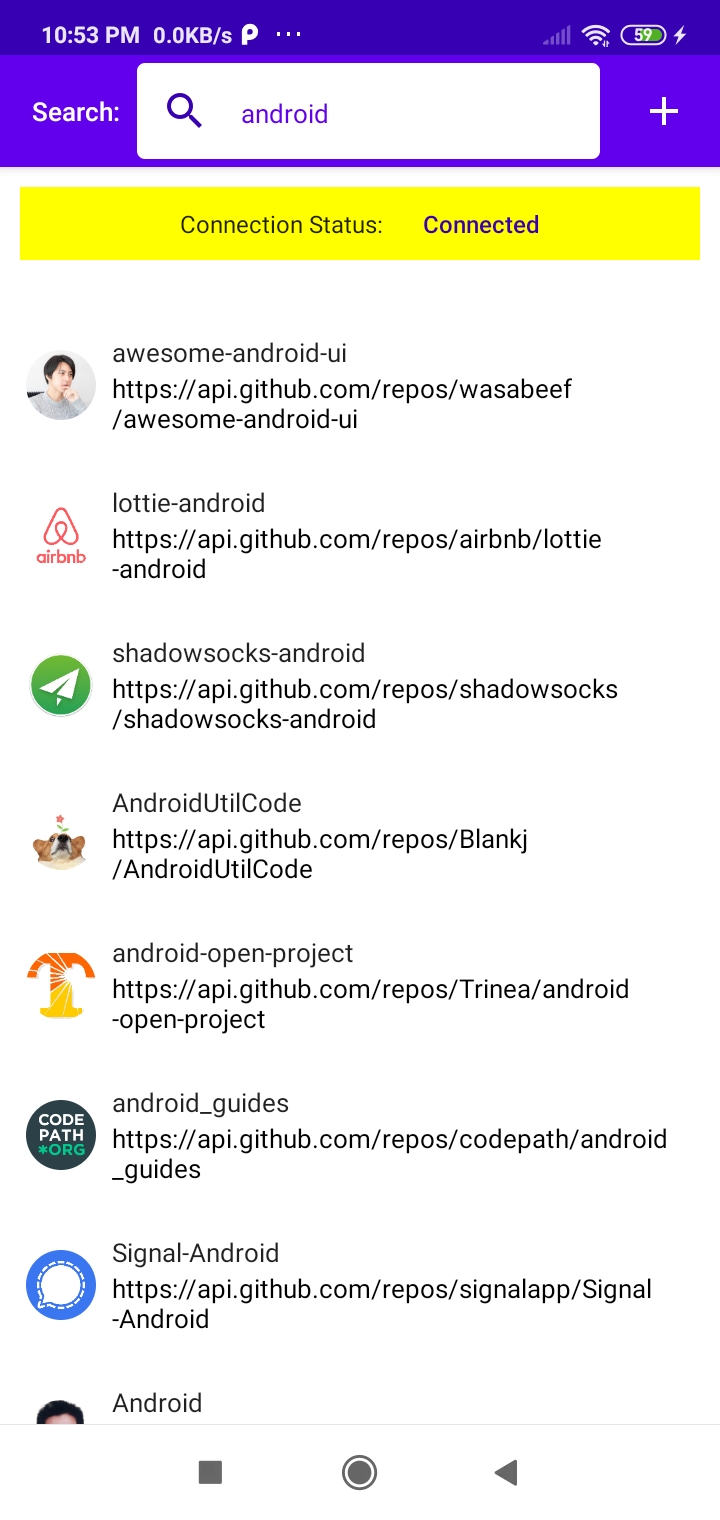 10:53 PM 0.0KB/s P ...
59
Search: android +
Connection Status: Connected
awesome-android-ui
https://api.github.com/repos/wasabeef
/awesome-android-ui
lottie-android
airbnb
https://api.github.com/repos/airbnb/lottie
-android
shadowsocks-android
https://api.github.com/repos/shadowsocks
/shadowsocks-android
AndroidUtilCode
https://api.github.com/repos/Blankj
/AndroidUtilCode
android-open-project
https://api.github.com/repos/Trinea/android
-open-project
CODE
PATH
*ORG
android_guides
https://api.github.com/repos/codepath/android
_guides
Signal-Android
https://api.github.com/repos/signalapp/Signal
-Android
Android